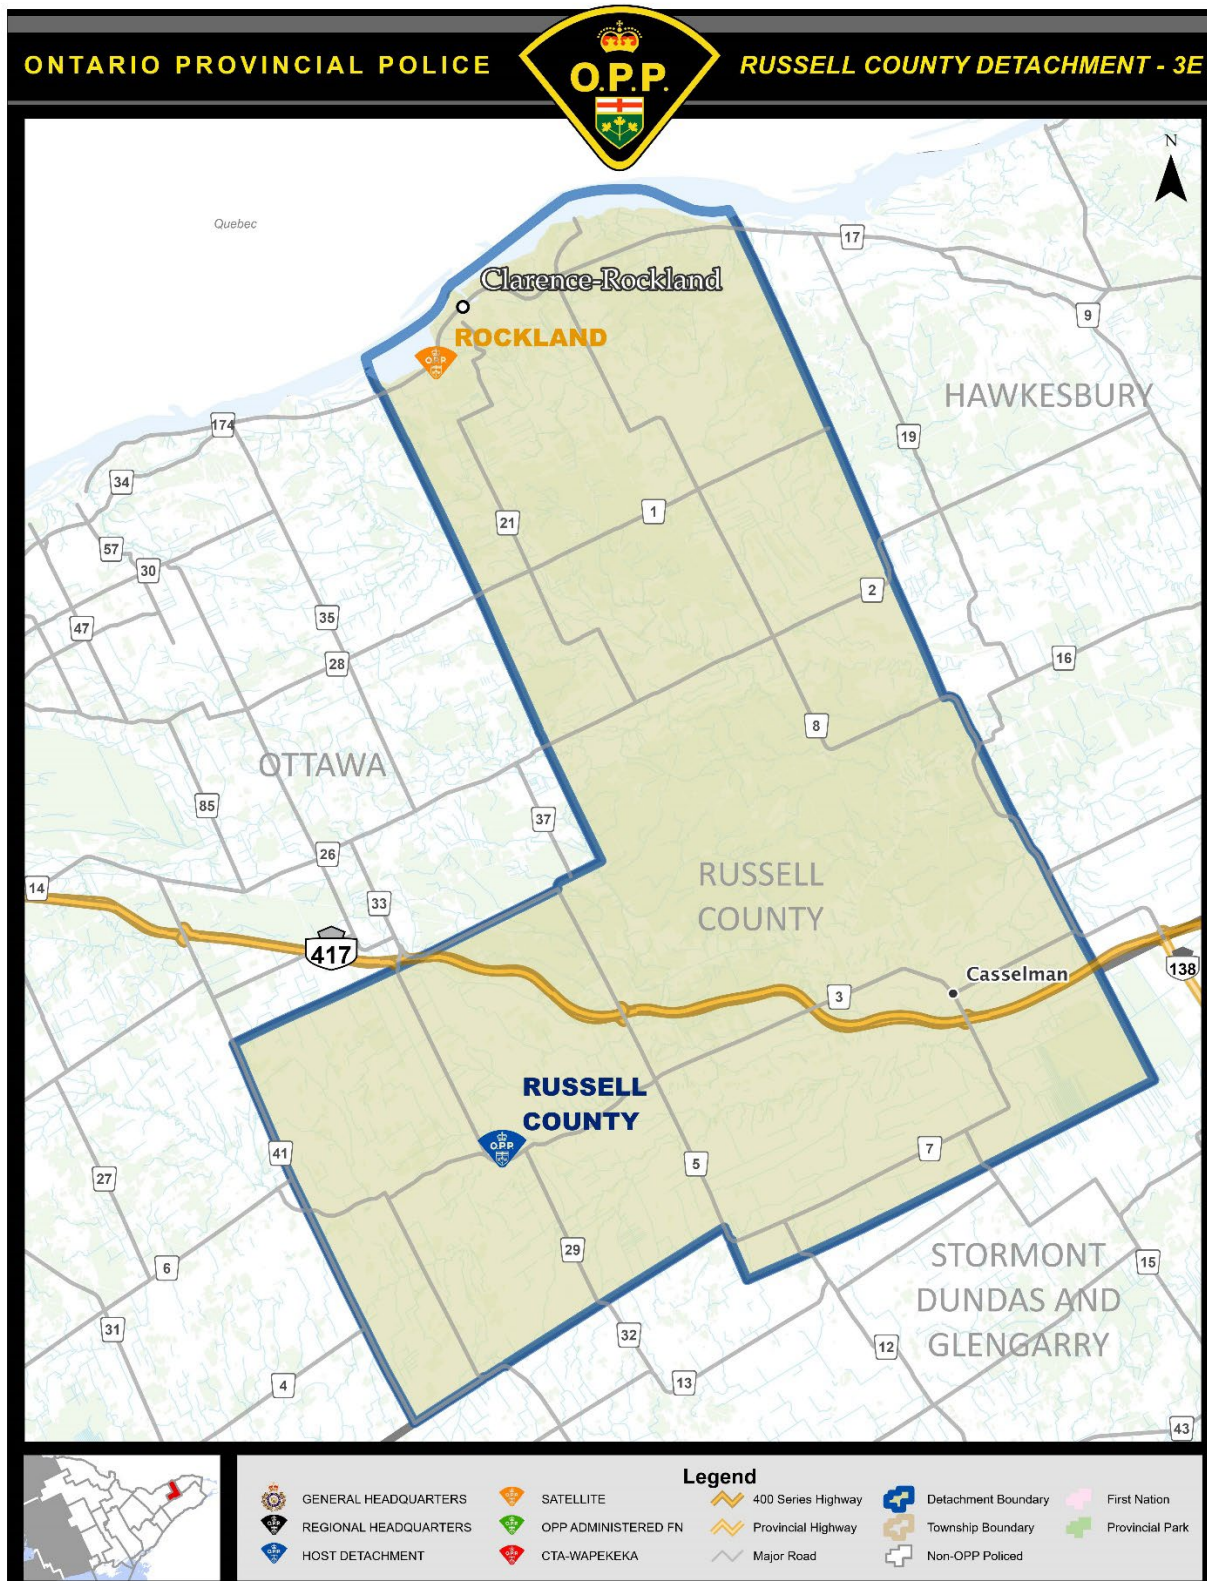 ONTARIO PROVINCIAL POLICE
O.P.P.
RUSSELL COUNTY DETACHMENT - 3E
N
Quebec
17
Clarence-Rockland
9
ROCKLAND
O.P.P.
HAWKESBURY
174
19
34
21
1
57
30
2
35
47
28
16
8
OTTAWA
85
37
26
RUSSELL
COUNTY
14
33
417
138
Casselman
3
RUSSELL
COUNTY
O.P.P.
41
7
5
27
29
STORMONT
DUNDAS AND
GLENGARRY
15
6
31
32
12
13
4
43
Legend
GENERAL HEADQUARTERS
REGIONAL HEADQUARTERS
HOST DETACHMENT
SATELLITE
OPP ADMINISTERED FN
CTA-WAPEKEKA
400 Series Highway
Provincial Highway
Major Road
Detachment Boundary
Township Boundary
Non-OPP Policed
First Nation
Provincial Park